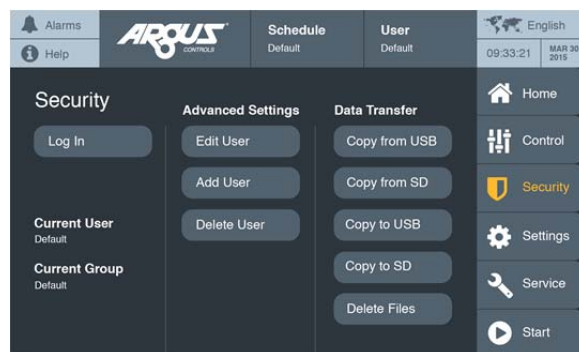 Alarms
Help
ARGUS
CONTROLS
Schedule
Default
User
Default
English
09:33:21
MAR 30
2015
Security
Log In
Current User
Default
Current Group
Default
Advanced Settings
Edit User
Add User
Delete User
Data Transfer
Copy from USB
Copy from SD
Copy to USB
Copy to SD
Delete Files
Home
Control
Security
Settings
Service
Start